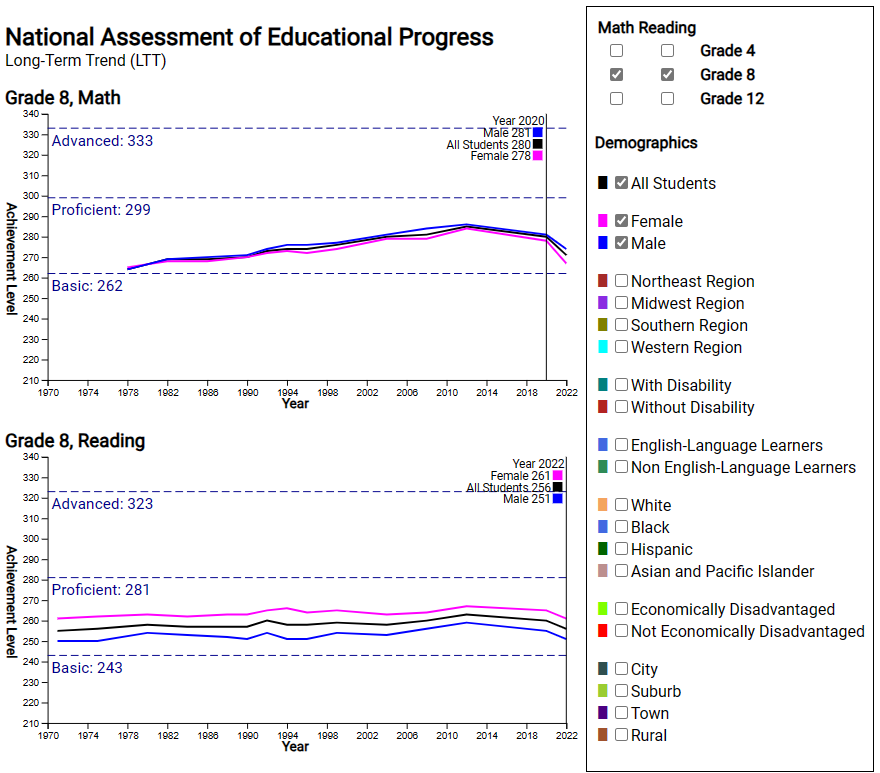 National Assessment of Educational Progress
Long-Term Trend (LTT)
Grade 8, Math
340
330
320
310
300
290
280
270
260
250
240
230
220
210
Achievement Level
Advanced: 333
Proficient: 299
Basic: 262
Year 2020
Male 281
All Students 280
Female 278
1970 1974 1978 1982 1986 1990 1994 1998 2002 2006 2010 2014 2018 2022
Year
Grade 8, Reading
340
330
320
310
300
290
280
270
260
250
240
230
220
210
Achievement Level
Advanced: 323
Proficient: 281
Basic: 243
Year 2022
Female 261
All Students 256
Male 251
1970 1974 1978 1982 1986 1990 1994 1998 2002 2006 2010 2014 2018 2022
Year
Math Reading
Grade 4
Grade 8
Grade 12
Demographics
All Students
Female
Male
Northeast Region
Midwest Region
Southern Region
Western Region
With Disability
Without Disability
English-Language Learners
Non English-Language Learners
White
Black
Hispanic
Asian and Pacific Islander
Economically Disadvantaged
Not Economically Disadvantaged
City
Suburb
Town
Rural